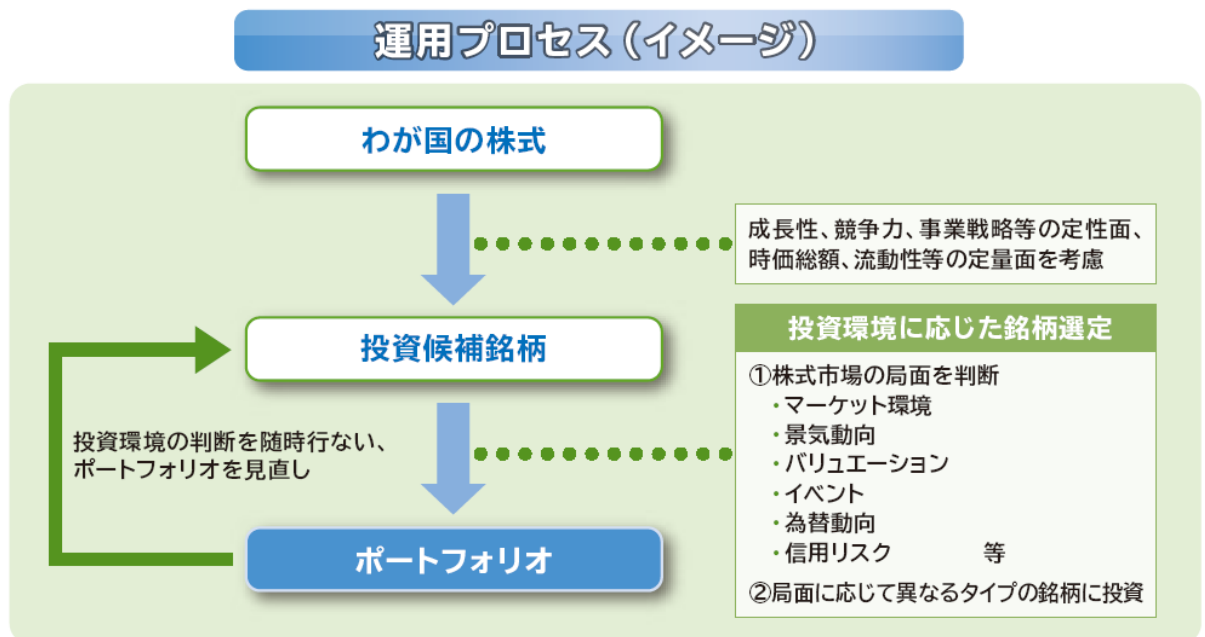 運用プロセス（イメージ）
わが国の株式
成長性、競争力、事業戦略等の定性面、
時価総額、流動性等の定量面を考慮
投資候補銘柄
投資環境に応じた銘柄選定
①株式市場の局面を判断
・マーケット環境
・景気動向
・バリュエーション
・イベント
・為替動向
・信用リスク 等
②局面に応じて異なるタイプの銘柄に投資
投資環境の判断を随時行ない、
ポートフォリオを見直し
ポートフォリオ